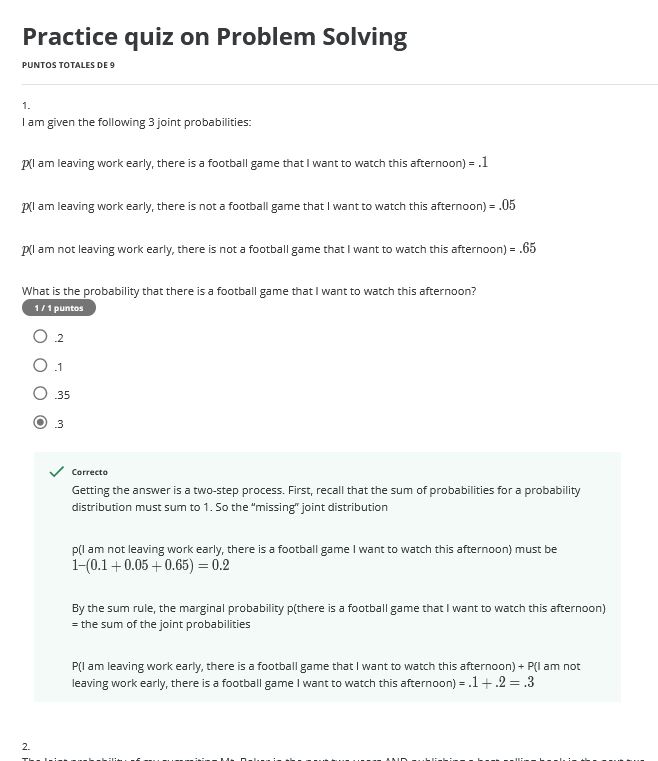 Practice quiz on Problem Solving
PUNTOS TOTALES DE 9
1.
I am given the following 3 joint probabilities:
p(I am leaving work early, there is a football game that I want to watch this afternoon) = .1
p(I am leaving work early, there is not a football game that I want to watch this afternoon) = .05
p(I am not leaving work early, there is not a football game that I want to watch this afternoon) = .65
What is the probability that there is a football game that I want to watch this afternoon?
1 / 1 puntos
.2
.1
.35
.3
Correcto
Getting the answer is a two-step process. First, recall that the sum of probabilities for a probability
distribution must sum to 1. So the “missing” joint distribution
p(I am not leaving work early, there is a football game I want to watch this afternoon) must be
1–(0.1 + 0.05 + 0.65) = 0.2
By the sum rule, the marginal probability p(there is a football game that I want to watch this afternoon)
= the sum of the joint probabilities
P(I am leaving work early, there is a football game that I want to watch this afternoon) + P(I am not
leaving work early, there is a football game I want to watch this afternoon) = .1 + .2 = .3
2.